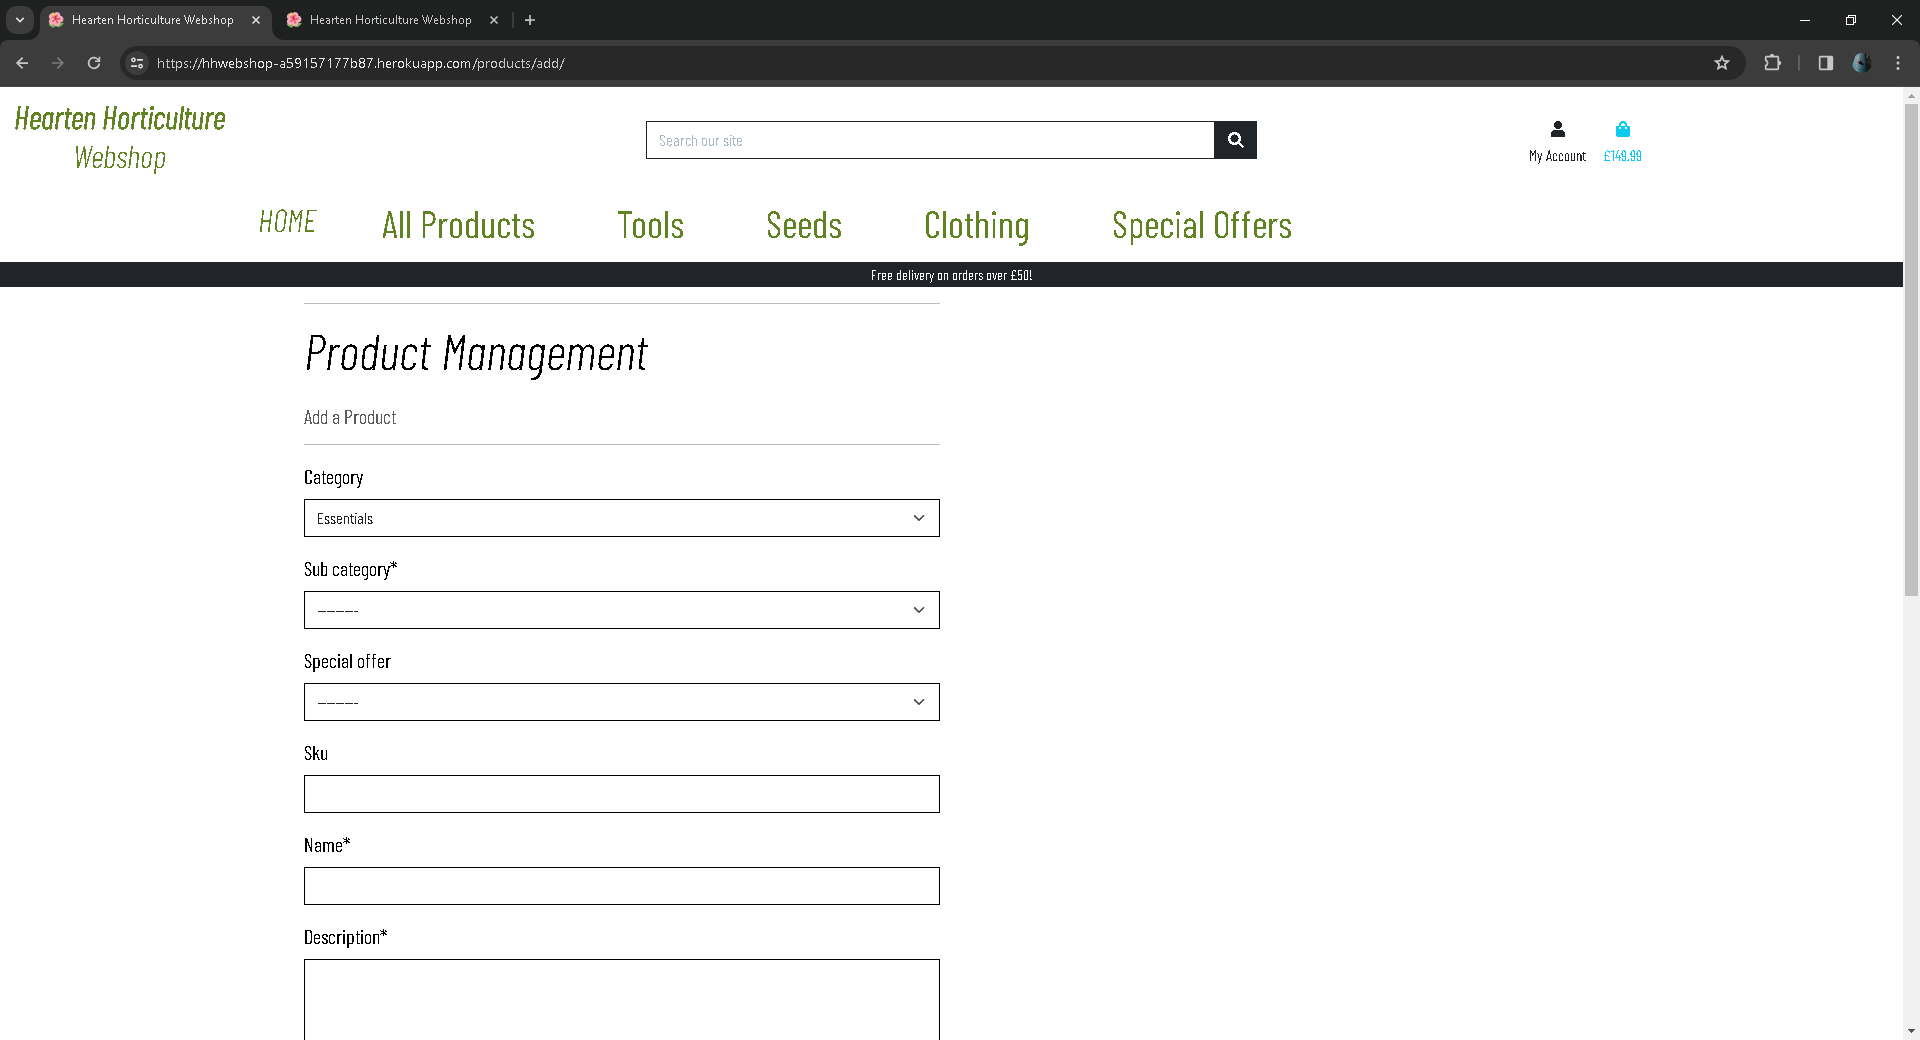 Hearten Horticulture Webshop
Hearten Horticulture Webshop
https://hhwebshop-a59157177b87.herokuapp.com/products/add/
Hearten Horticulture
Webshop
Search our site
My Account
£149.99
HOME
All Products
Tools
Seeds
Clothing
Special Offers
Free delivery on orders over £50!
Product Management
Add a Product
Category
Essentials
Sub category*
---------
Special offer
---------
Sku
Name*
Description*